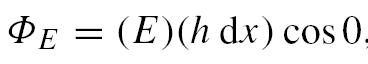 Φ_E = (E)(h dx) cos 0,